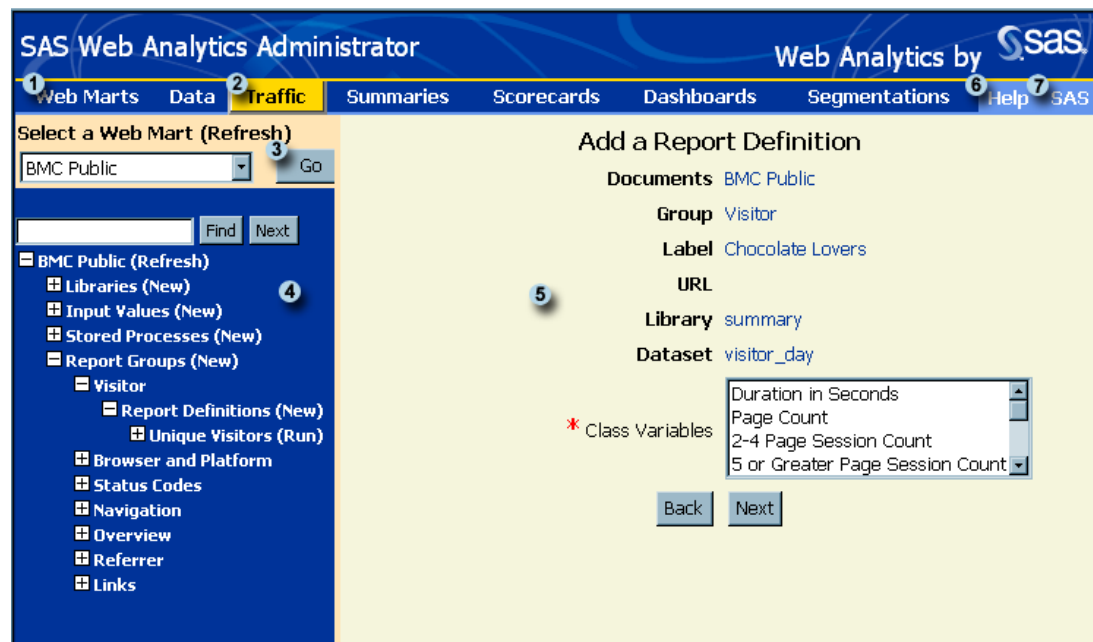 SAS Web Analytics Administrator
Web Analytics by SSAS.
1 Web Marts Data 2 Traffic Summaries Scorecards Dashboards Segmentations 6 Help 7 SAS
Select a Web Mart (Refresh)
BMC Public 3 Go
Find Next
BMC Public (Refresh)
Libraries (New)
4
Input Values (New)
Stored Processes (New)
Report Groups (New)
Visitor
Report Definitions (New)
Unique Visitors (Run)
Browser and Platform
Status Codes
Navigation
Overview
Referrer
Links
Add a Report Definition
Documents BMC Public
Group Visitor
Label Chocolate Lovers
5
URL
Library summary
Dataset visitor_day
* Class Variables
Duration in Seconds
Page Count
2-4 Page Session Count
5 or Greater Page Session Count
Back Next